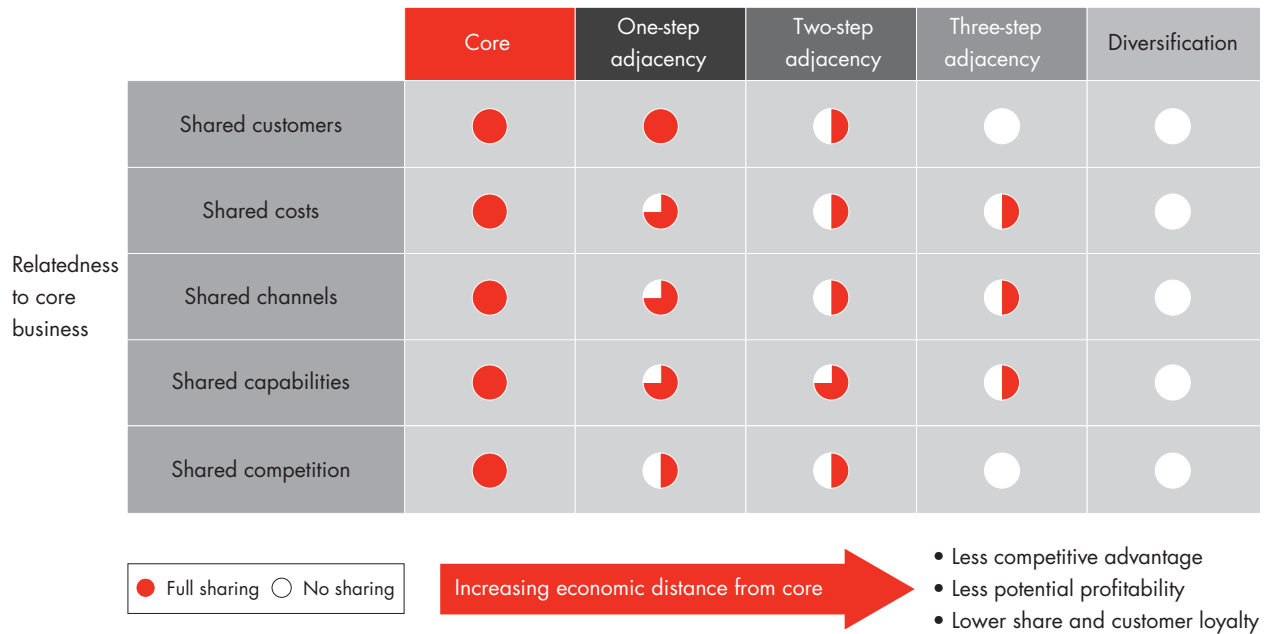 Core
One-step
adjacency
Two-step
adjacency
Three-step
adjacency
Diversification
Relatedness
to core
business
Shared customers
Shared costs
Shared channels
Shared capabilities
Shared competition
Full sharing
No sharing
Increasing economic distance from core
• Less competitive advantage
• Less potential profitability
• Lower share and customer loyalty